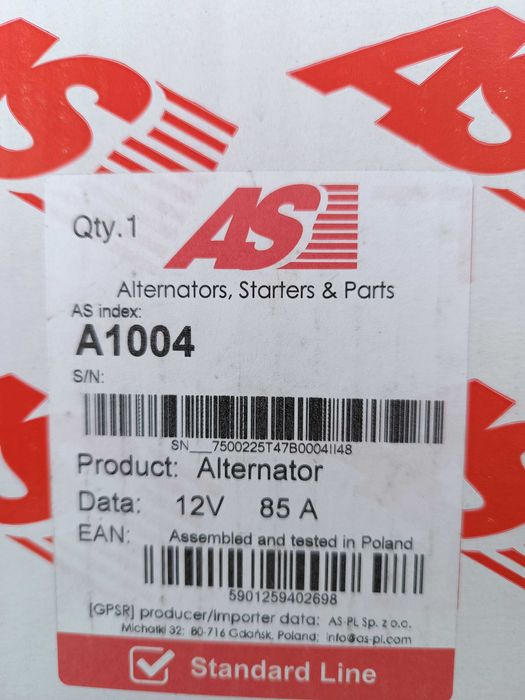 Qty.1
AS
Alternators, Starters & Parts
AS index:
A1004
S/N:
SN___7500225T47B0004II48
Product: Alternator
Data: 12V 85 A
EAN: Assembled and tested in Poland
5901259402698
[GPSR] producer/importer data: AS-PL Sp. z o.o.
Michałki 32; 80-716 Gdańsk, Poland; info@as-pl.com
Standard Line